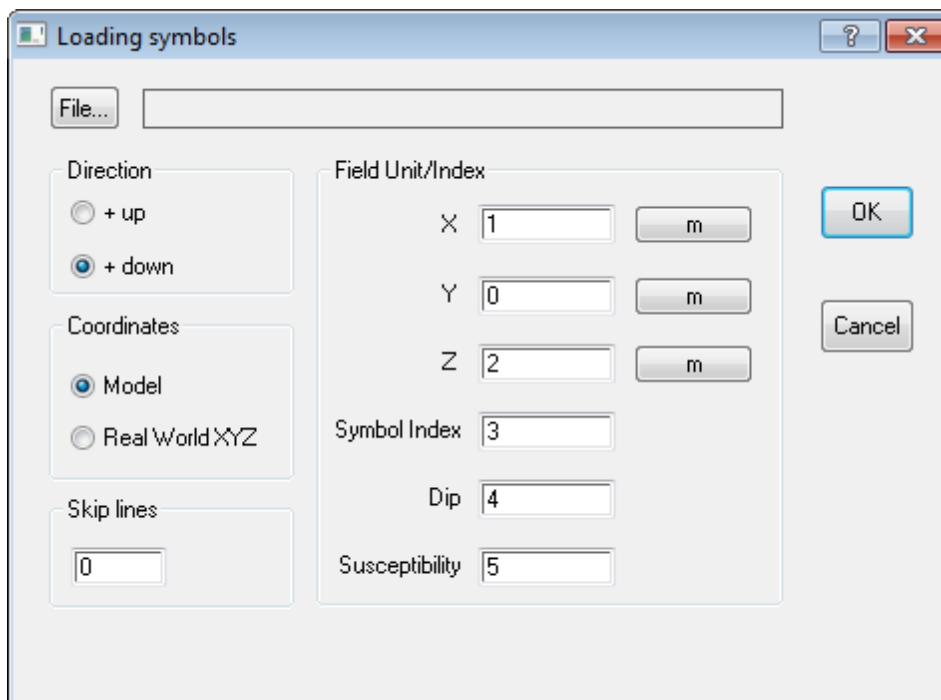 Loading symbols
?
File...
Direction
+ up
+ down
Coordinates
Model
Real World XYZ
Skip lines
0
Field Unit/Index
X 1 m
Y 0 m
Z 2 m
Symbol Index 3
Dip 4
Susceptibility 5
OK
Cancel